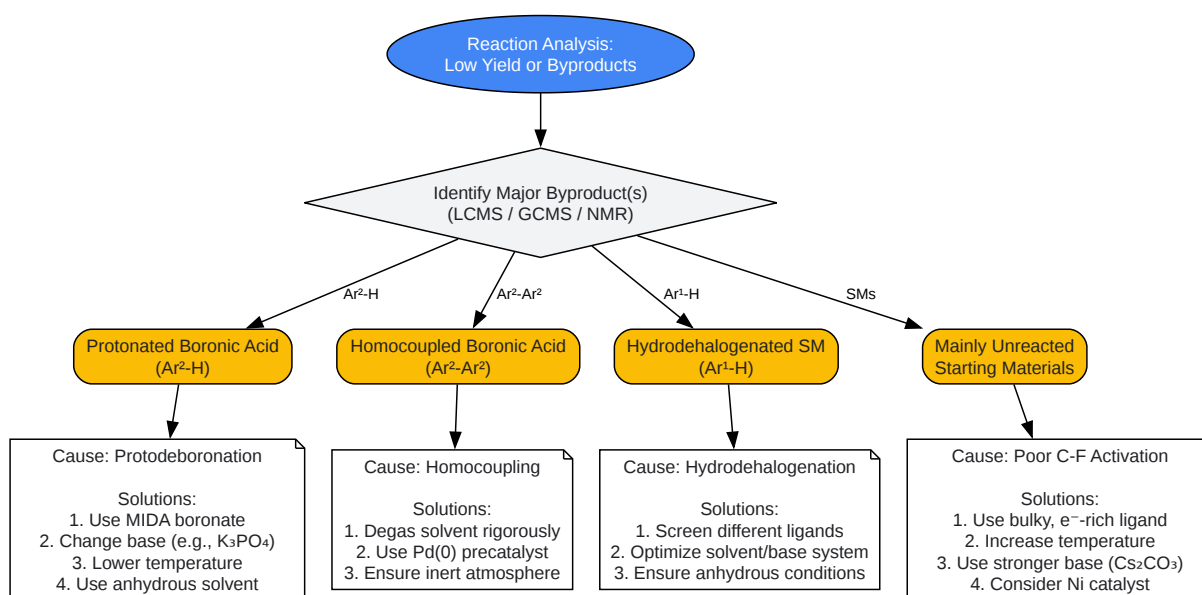 Reaction Analysis:
Low Yield or Byproducts
Identify Major Byproduct(s)
(LCMS / GCMS / NMR)
Ar²-H
Ar²-Ar²
Ar¹-H
SMs
Protonated Boronic Acid
(Ar²-H)
Homocoupled Boronic Acid
(Ar²-Ar²)
Hydrodehalogenated SM
(Ar¹-H)
Mainly Unreacted
Starting Materials
Cause: Protodeboronation
Solutions:
1. Use MIDA boronate
2. Change base (e.g., K₃PO₄)
3. Lower temperature
4. Use anhydrous solvent
Cause: Homocoupling
Solutions:
1. Degas solvent rigorously
2. Use Pd(0) precatalyst
3. Ensure inert atmosphere
Cause: Hydrodehalogenation
Solutions:
1. Screen different ligands
2. Optimize solvent/base system
3. Ensure anhydrous conditions
Cause: Poor C-F Activation
Solutions:
1. Use bulky, e⁻-rich ligand
2. Increase temperature
3. Use stronger base (Cs₂CO₃)
4. Consider Ni catalyst